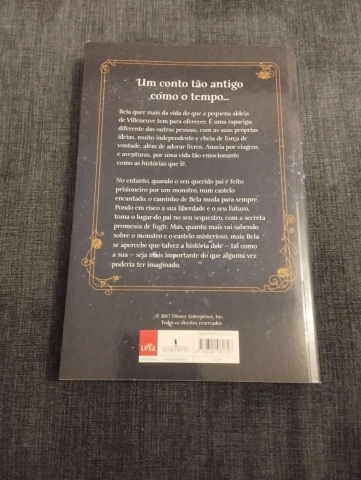 Um conto tão antigo
como o tempo...
Bela quer mais da vida do que a pequena aldeia
de Villeneuve tem para oferecer. É uma rapariga
diferente das outras pessoas, com as suas próprias
ideias, muito independente e cheia de força de
vontade, além de adorar livros. Anseia por viagens
e aventuras, por uma vida tão emocionante
como as histórias que lê.
No entanto, quando o seu querido pai é feito
prisioneiro por um monstro, num castelo
encantado, o caminho de Bela muda para sempre.
Pondo em risco a sua liberdade e o seu futuro,
toma o lugar do pai no seu sequestro, com a secreta
promessa de fugir. Mas, quanto mais vai sabendo
sobre o monstro e o castelo misterioso, mais Bela
se apercebe que talvez a história dele — tal como
a sua — seja mais importante do que alguma vez
poderia ter imaginado.
© 2017 Disney Enterprises, Inc.
Todos os direitos reservados
LeYa